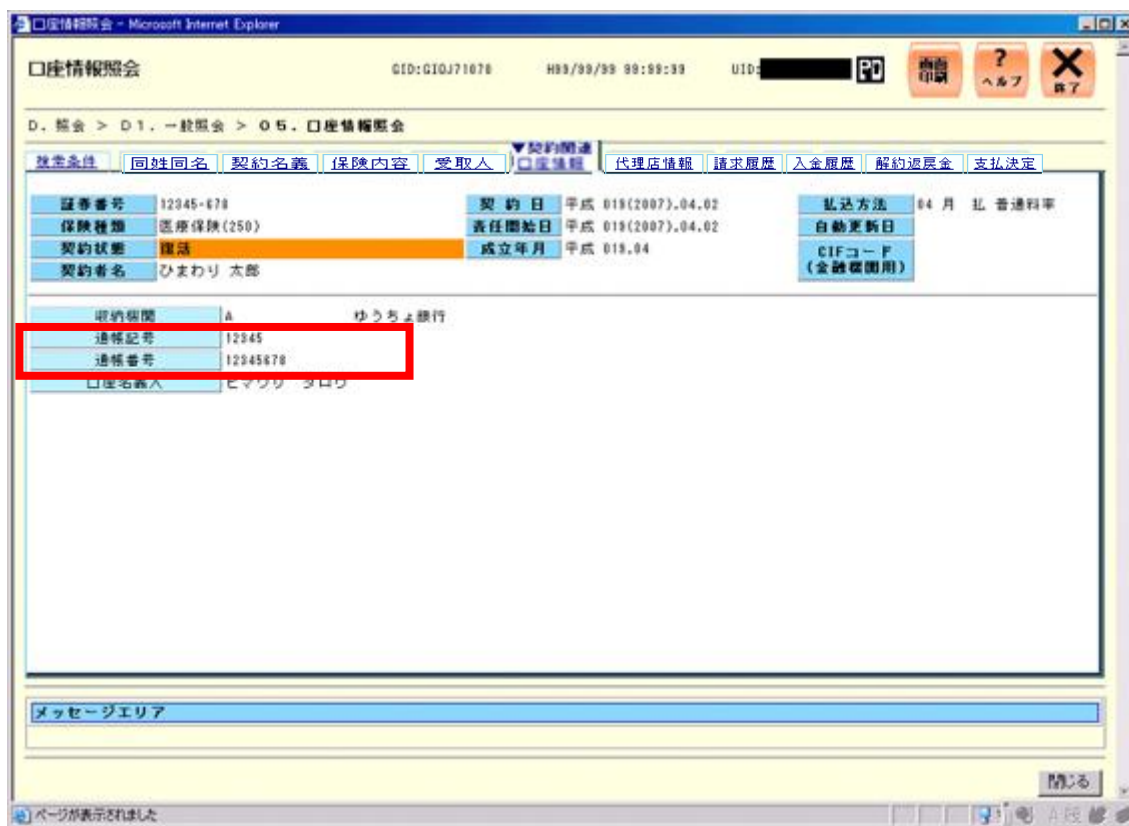 口座情報照会 - Microsoft Internet Explorer
口座情報照会 GID:GIOJ71070 H99/99/99 99:99:99 UID: PD 画面印刷 ? ヘルプ 終了
D．照会 > D1．一般照会 > 05．口座情報照会
検索条件 同姓同名 契約名義 保険内容 受取人 ▼契約関連 口座情報 代理店情報 請求履歴 入金履歴 解約返戻金 支払決定
証券番号 12345-678 契約日 平成 019(2007).04.02 払込方法 04 月 払 普通料率
保険種類 医療保険(250) 責任開始日 平成 019(2007).04.02 自動更新日
契約状態 復活 成立年月 平成 019.04 CIFコード
契約者名 ひまわり 太郎 (金融機関用)
収納機関 A ゆうちょ銀行
通帳記号 12345
通帳番号 12345678
口座名義人 ヒマワリ タロウ
メッセージエリア
閉じる
ページが表示されました